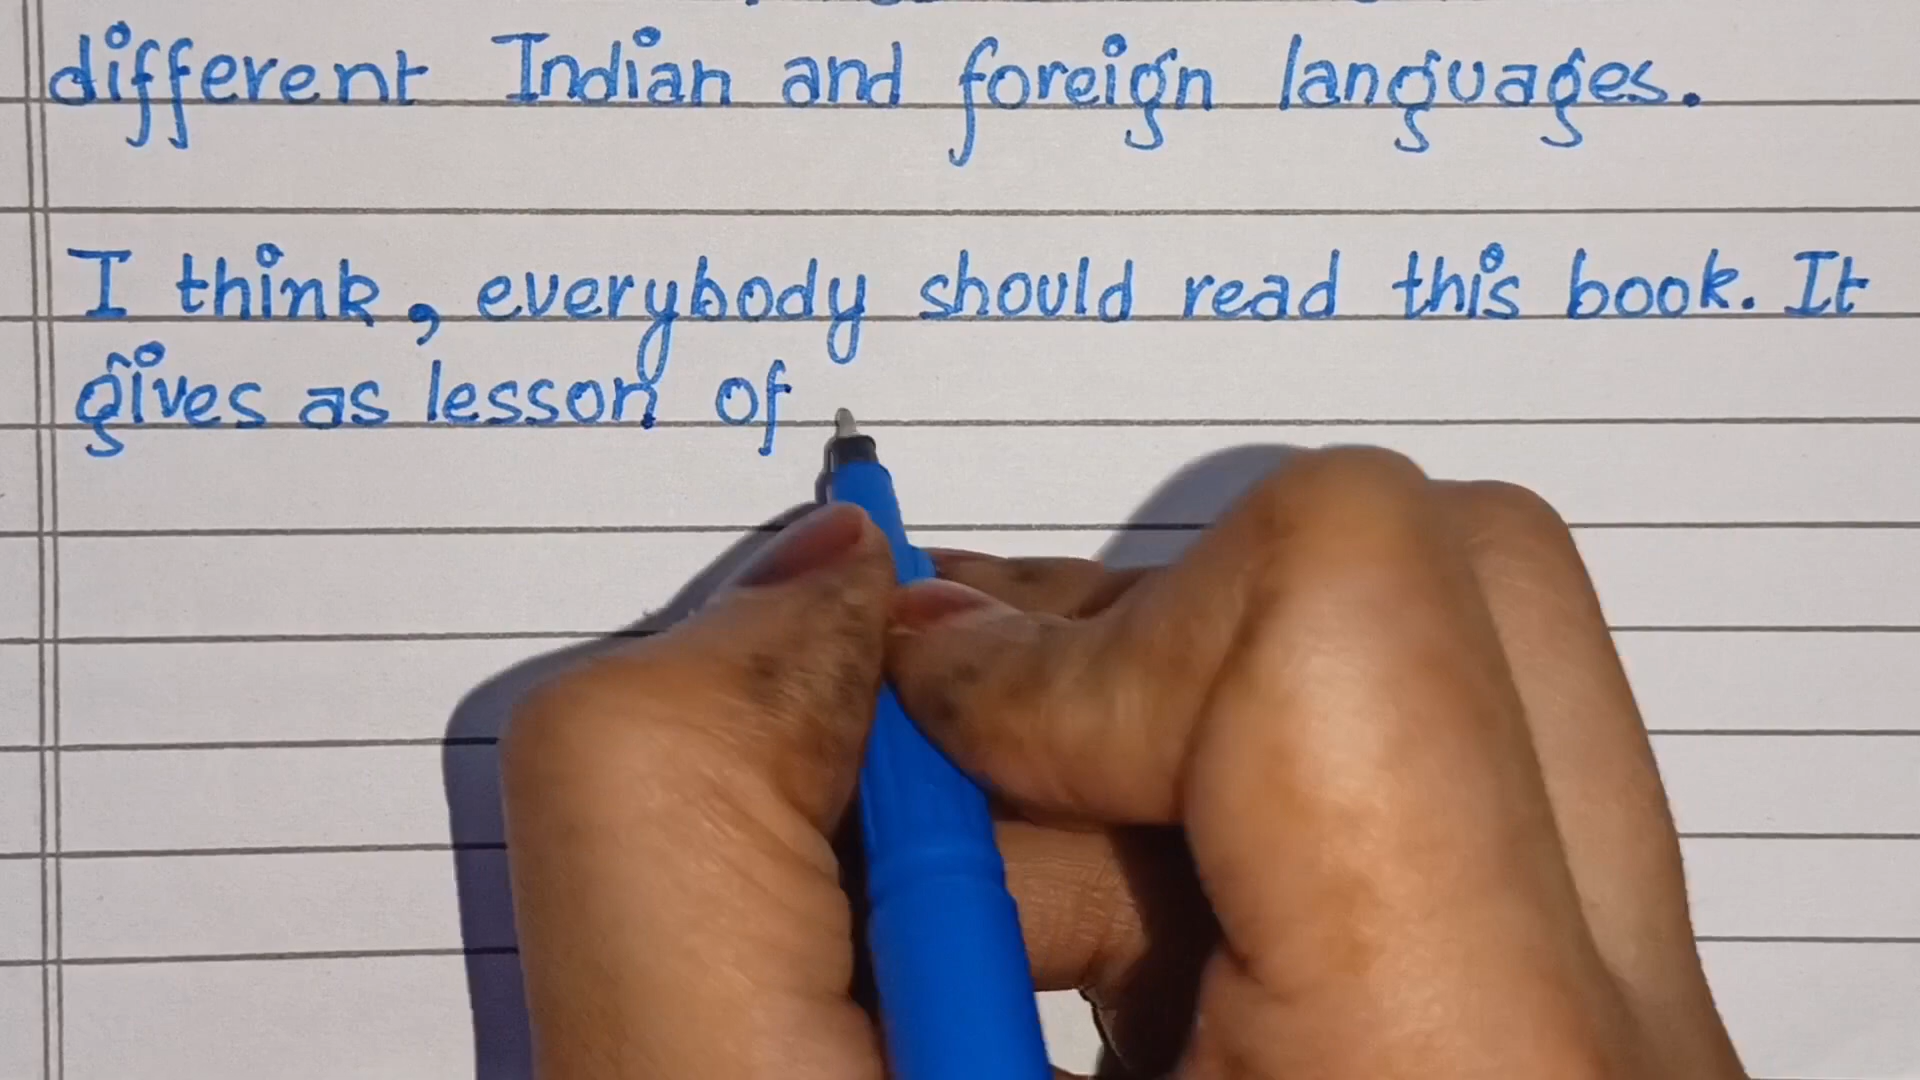 different Indian and foreign languages.
I think, everybody should read this book. It
gives as lesson of